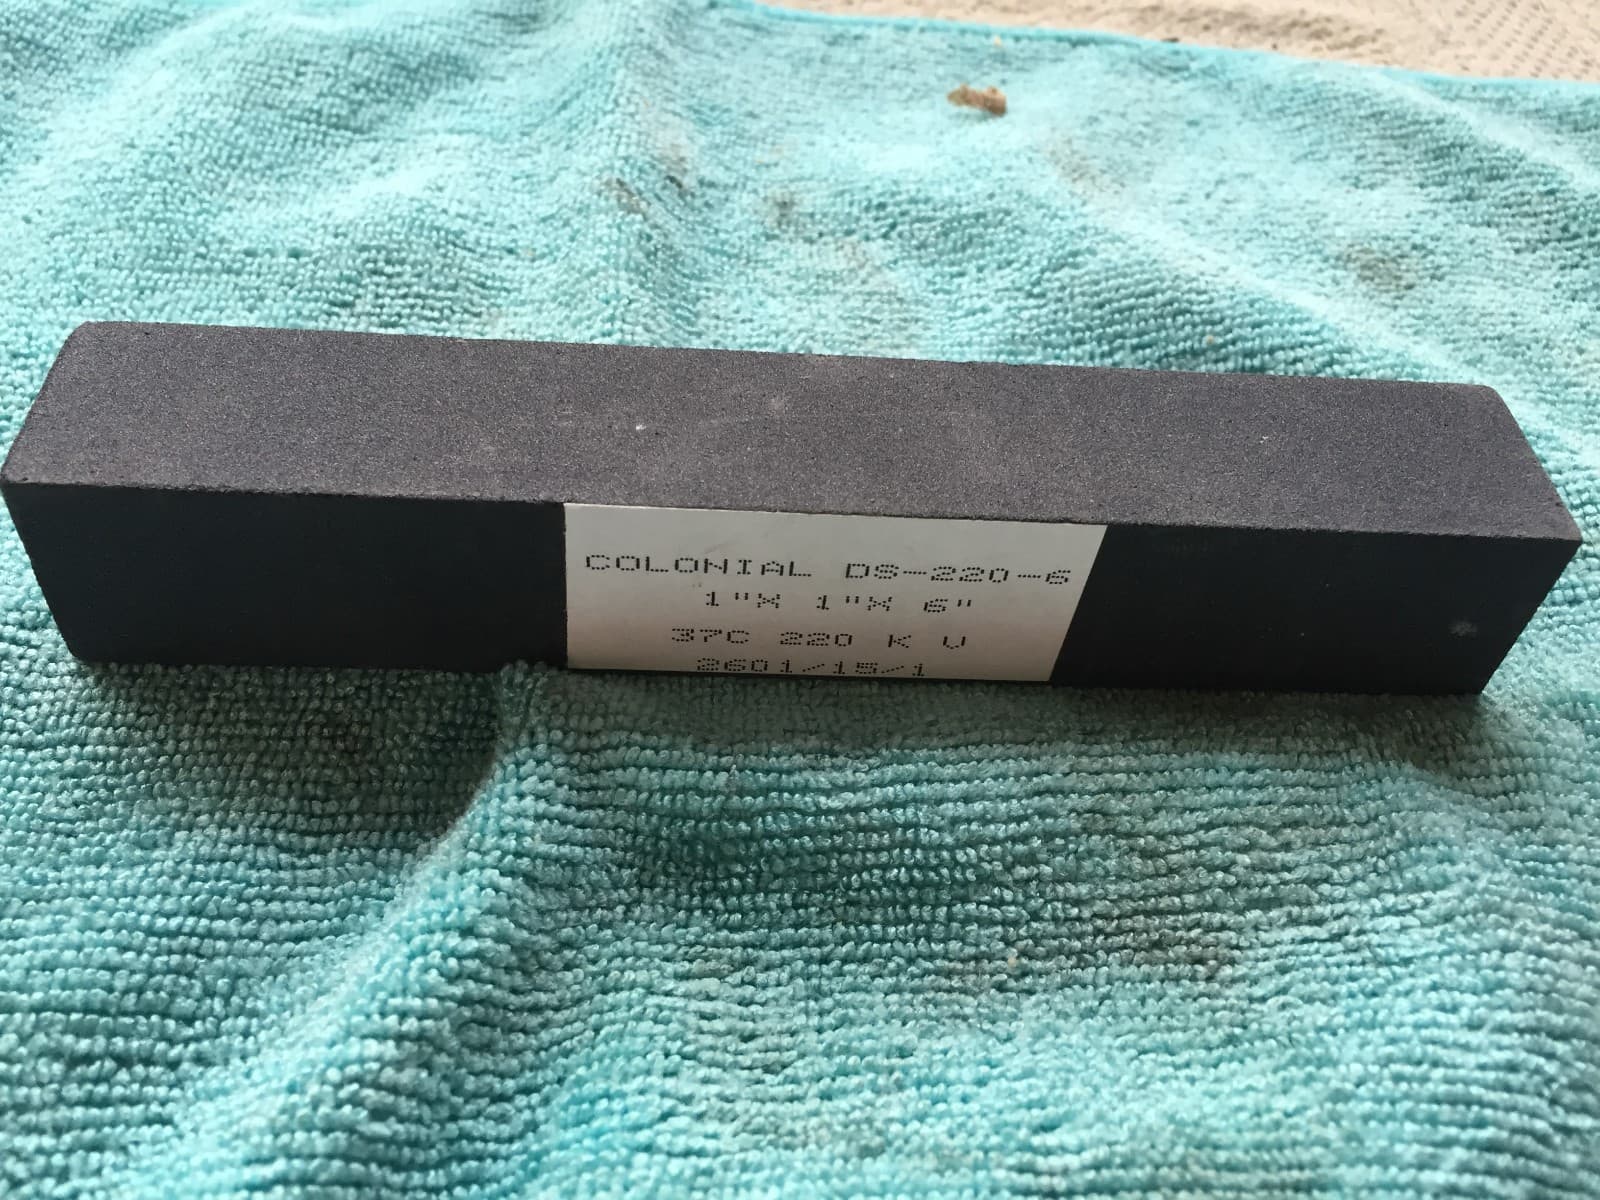 COLONIAL DS-220-6
1"X 1"X 6"
37C 220 K V
2601/15/1